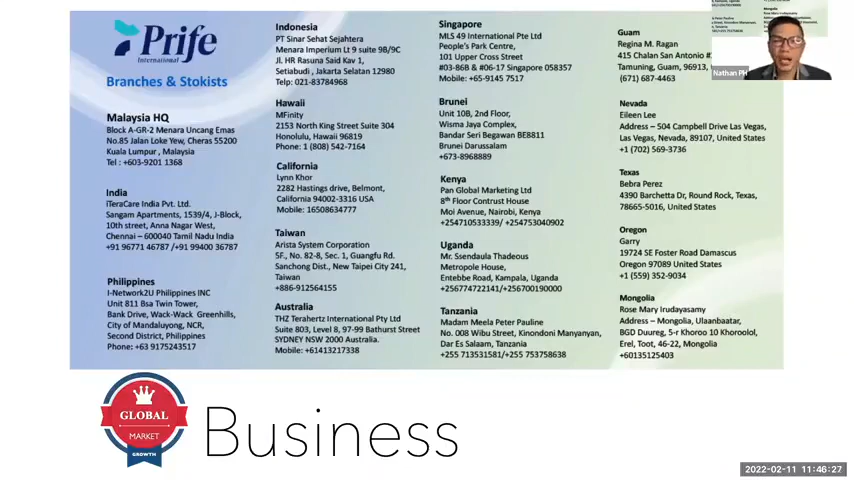 Prife
International
Branches & Stokists
Malaysia HQ
Block A-GR-2 Menara Uncang Emas
No.85 Jalan Loke Yew, Cheras 55200
Kuala Lumpur , Malaysia
Tel : +603-9201 1368
India
iTeraCare India Pvt. Ltd.
Sangam Apartments, 1539/4, J-Block,
10th street, Anna Nagar West,
Chennai – 600040 Tamil Nadu India
+91 96771 46787 /+91 99400 36787
Philippines
I-Network2U Philippines INC
Unit 811 Bsa Twin Tower,
Bank Drive, Wack-Wack Greenhills,
City of Mandaluyong, NCR,
Second District, Philippines
Phone: +63 9175243517
Indonesia
PT Sinar Sehat Sejahtera
Menara Imperium Lt 9 suite 9B/9C
Jl. HR Rasuna Said Kav 1,
Setiabudi , Jakarta Selatan 12980
Telp: 021-83784968
Hawaii
MFinity
2153 North King Street Suite 304
Honolulu, Hawaii 96819
Phone: 1 (808) 542-7164
California
Lynn Khor
2282 Hastings drive, Belmont,
California 94002-3316 USA
Mobile: 16508634777
Taiwan
Arista System Corporation
5F., No. 82-8, Sec. 1, Guangfu Rd.
Sanchong Dist., New Taipei City 241,
Taiwan
+886-912564155
Australia
THZ Terahertz International Pty Ltd
Suite 803, Level 8, 97-99 Bathurst Street
SYDNEY NSW 2000 Australia.
Mobile: +61413217338
Singapore
MLS 49 International Pte Ltd
People's Park Centre,
101 Upper Cross Street
#03-86B & #06-17 Singapore 058357
Mobile: +65-9145 7517
Brunei
Unit 10B, 2nd Floor,
Wisma Jaya Complex,
Bandar Seri Begawan BE8811
Brunei Darussalam
+673-8968889
Kenya
Pan Global Marketing Ltd
8th Floor Contrust House
Moi Avenue, Nairobi, Kenya
+254710533339/ +254753040902
Uganda
Mr. Ssendaula Thadeous
Metropole House,
Entebbe Road, Kampala, Uganda
+256774722141/+256700190000
Tanzania
Madam Meela Peter Pauline
No. 008 Wibu Street, Kinondoni Manyanyan,
Dar Es Salaam, Tanzania
+255 713531581/+255 753758638
Guam
Regina M. Ragan
415 Chalan San Antonio #
Tamuning, Guam, 96913,
(671) 687-4463
Nevada
Eileen Lee
Address – 504 Campbell Drive Las Vegas,
Las Vegas, Nevada, 89107, United States
+1 (702) 569-3736
Texas
Bebra Perez
4390 Barchetta Dr, Round Rock, Texas,
78665-5016, United States
Oregon
Garry
19724 SE Foster Road Damascus
Oregon 97089 United States
+1 (559) 352-9034
Mongolia
Rose Mary Irudayasamy
Address – Mongolia, Ulaanbaatar,
BGD Duureg, 5-r Khoroo 10 Khoroolol,
Erel, Toot, 46-22, Mongolia
+60135125403
Nathan PH
GLOBAL
MARKET
GROWTH
Business
2022-02-11 11:46:27